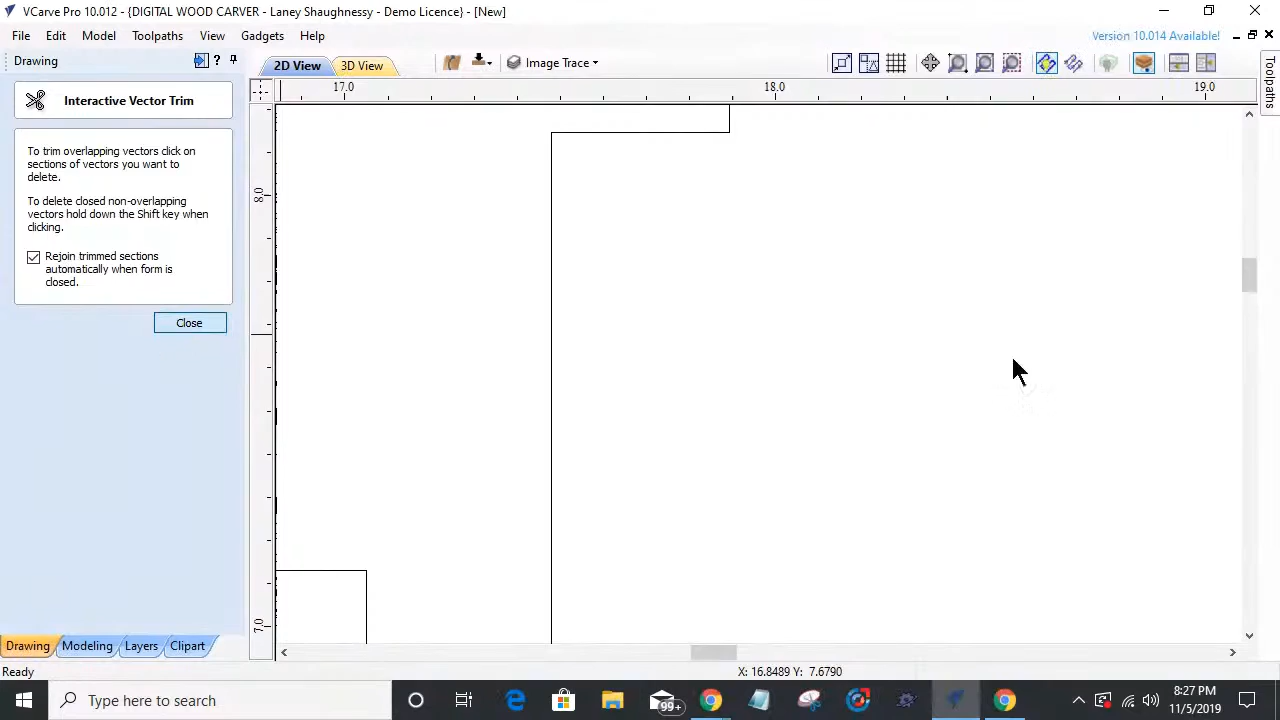 VCarve Pro 10.012 - {DIGITAL WOOD CARVER - Laney Shaughnessy - Demo Licence} - [New]
File Edit Model Toolpaths View Gadgets Help
Version 10.014 Available!
Drawing
2D View 3D View
Image Trace
Toolpaths
17.0 18.0 19.0
Interactive Vector Trim
To trim overlapping vectors click on
sections of vectors you want to
delete.
To delete closed non-overlapping
vectors hold down the Shift key when
clicking.
Rejoin trimmed sections
automatically when form is
closed.
Close
8.0
7.0
Drawing Modeling Layers Clipart
Ready
X: 16.8489 Y: 7.6790
Type here to search
99+
8:27 PM
11/5/2019